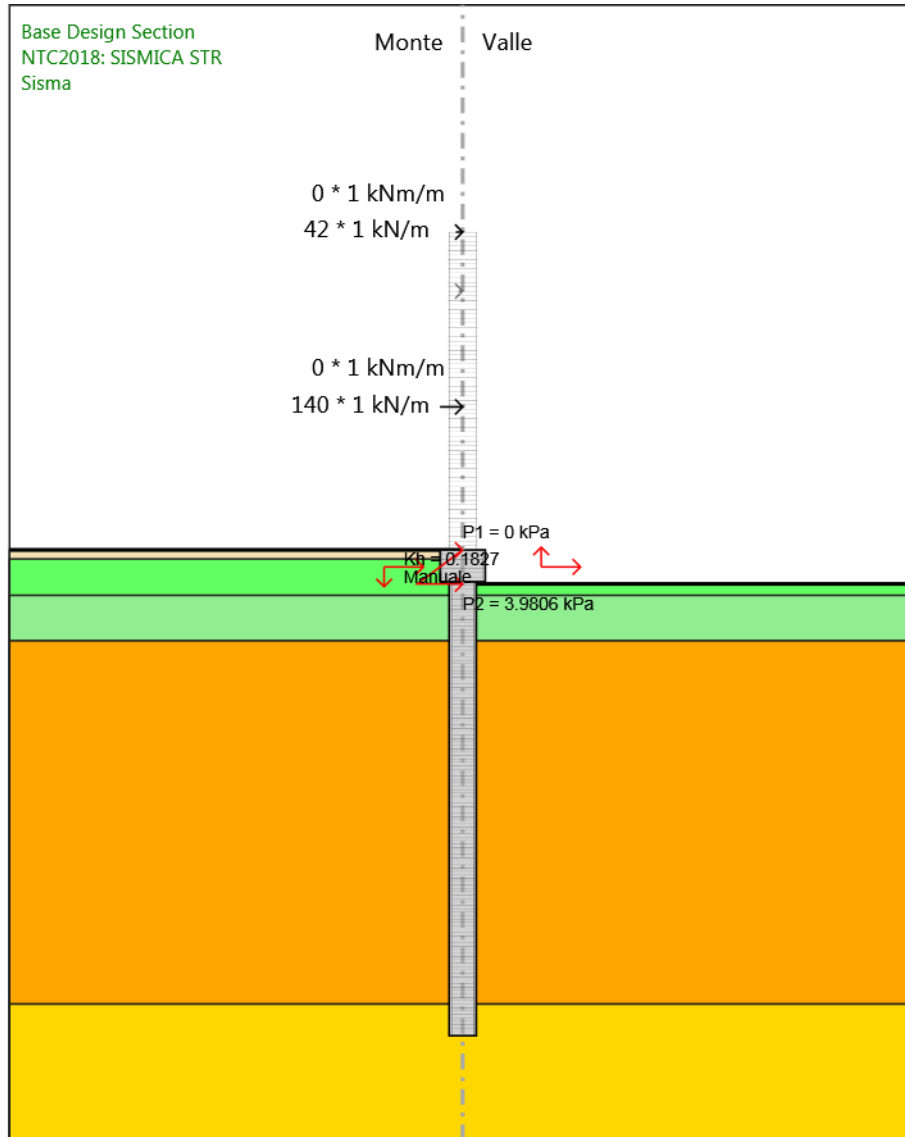 Base Design Section
NTC2018: SISMICA STR
Sisma
Monte
Valle
0 * 1 kNm/m
42 * 1 kN/m
0 * 1 kNm/m
140 * 1 kN/m
P1 = 0 kPa
Kh = 0.1827
Manuale
P2 = 3.9806 kPa